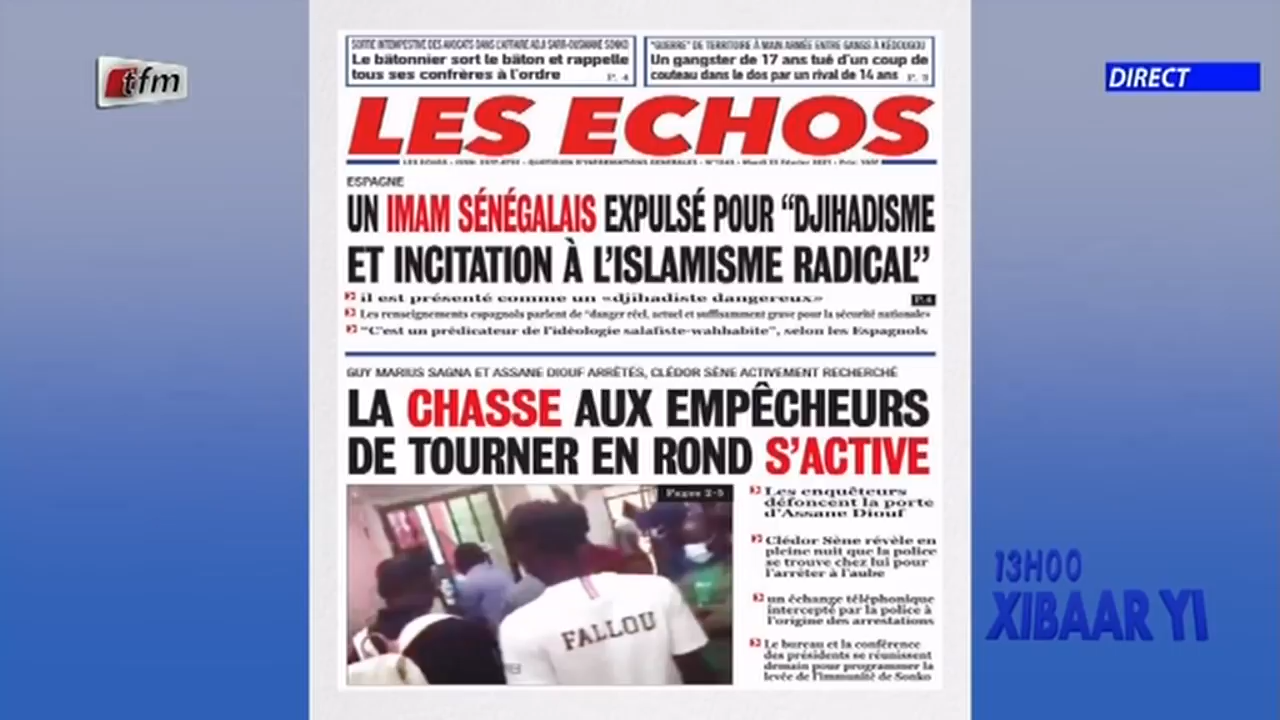 tfm
DIRECT
SORTIE INTEMPESTIVE DES AVOCATS DANS L'AFFAIRE ADJI SARR-OUSMANE SONKO
Le bâtonnier sort le bâton et rappelle
tous ses confrères à l'ordre P. 4
"GUERRE" DE TERRITOIRE À MAIN ARMÉE ENTRE GANGS A KÉDOUGOU
Un gangster de 17 ans tué d'un coup de
couteau dans le dos par un rival de 14 ans
LES ECHOS
ESPAGNE
UN IMAM SÉNÉGALAIS EXPULSÉ POUR "DJIHADISME
ET INCITATION À L'ISLAMISME RADICAL"
il est présenté comme un «djihadiste dangereux»
Les renseignements espagnols parlent de "danger réel, actuel et suffisamment grave pour la sécurité nationale»
"C'est un prédicateur de l'idéologie salafiste-wahhabite", selon les Espagnols
GUY MARIUS SAGNA ET ASSANE DIOUF ARRÊTÉS, CLÉDOR SÈNE ACTIVEMENT RECHERCHÉ
LA CHASSE AUX EMPÊCHEURS
DE TOURNER EN ROND S'ACTIVE
Pages 2-5
FALLOU
Les enquêteurs
défoncent la porte
d'Assane Diouf
Clédor Sène révèle en
pleine nuit que la police
se trouve chez lui pour
l'arrêter à l'aube
un échange téléphonique
intercepté par la police à
l'origine des arrestations
Le bureau et la conférence
des présidents se réunissent
demain pour programmer la
levée de l'immunité de Sonko
13H00
XIBAAR YI